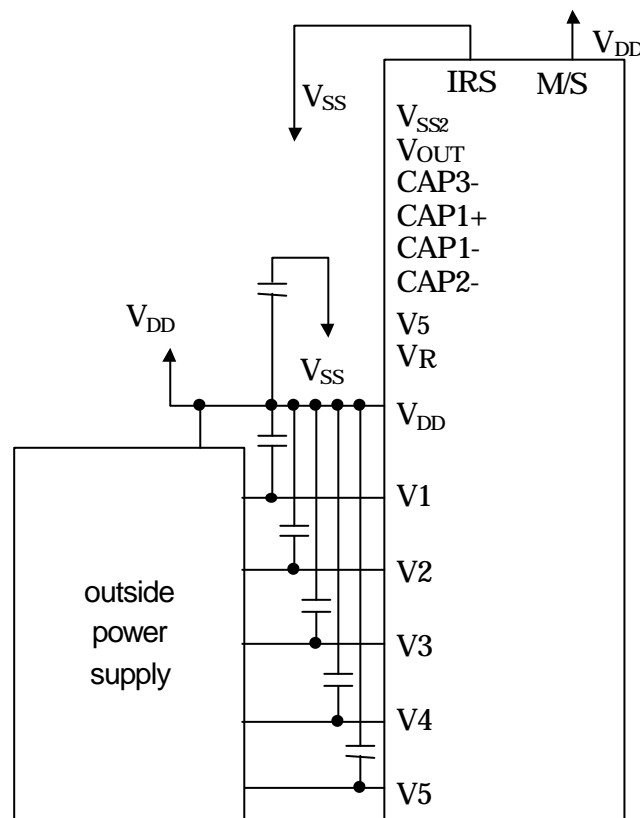 VDD
IRS M/S
VSS
VSS2
VOUT
CAP3-
CAP1+
CAP1-
CAP2-
VDD
V5
VR
VSS
VDD
V1
V2
outside
power
supply
V3
V4
V5